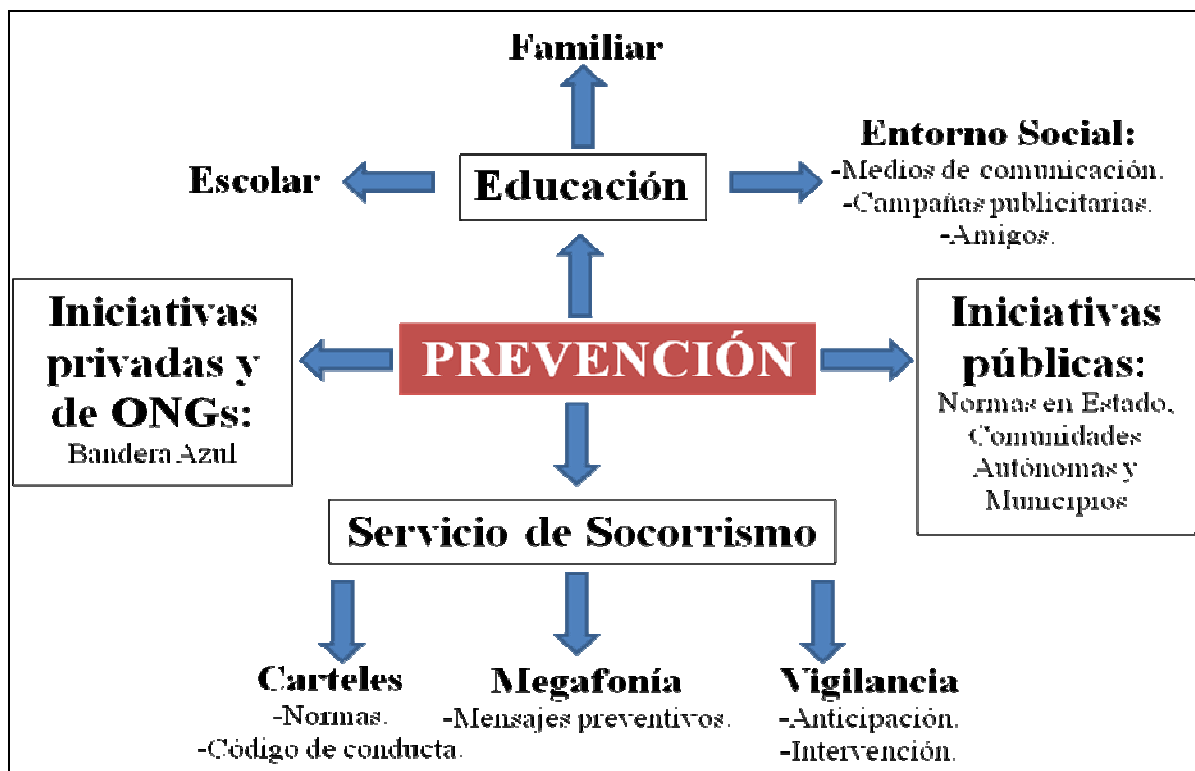 Familiar
Entorno Social:
-Medios de comunicación.
-Campañas publicitarias.
-Amigos.
Escolar
Educación
Iniciativas
privadas y
de ONGs:
Bandera Azul
PREVENCIÓN
Iniciativas
públicas:
Normas en Estado,
Comunidades
Autónomas y
Municipios
Servicio de Socorrismo
Carteles
-Normas.
-Código de conducta.
Megafonía
-Mensajes preventivos.
Vigilancia
-Anticipación.
-Intervención.